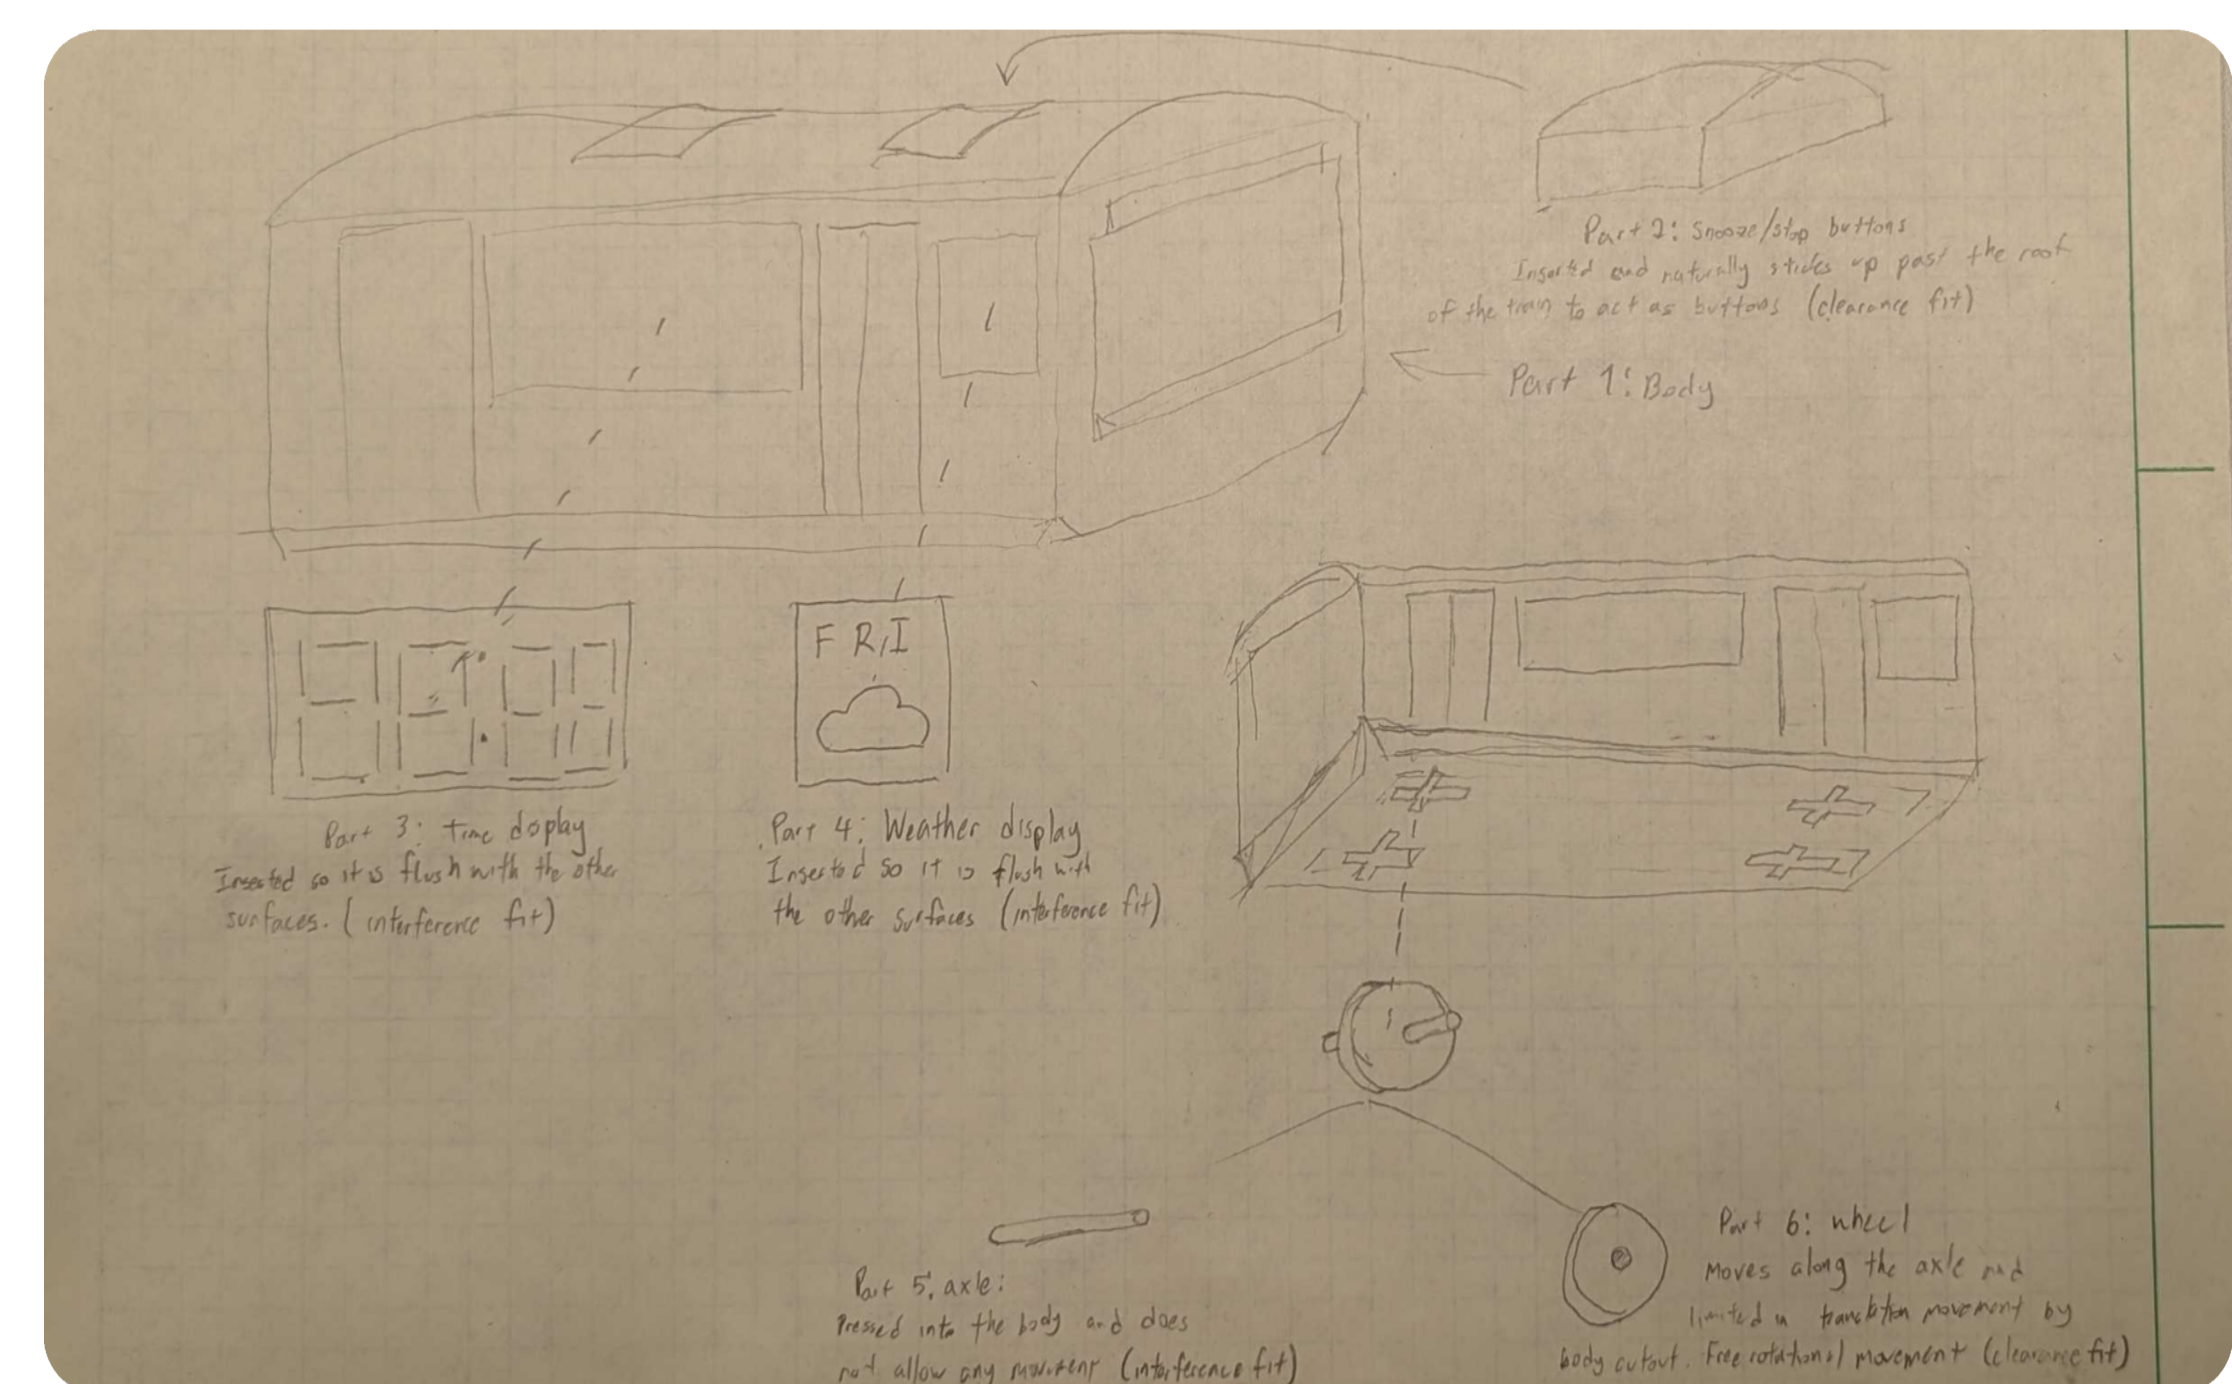 Part 2: Snooze/stop buttons
Inserted and naturally sticks up past the roof
of the train to act as buttons (clearance fit)
Part 1: Body
FRI
Part 3: Time display
Inserted so it is flush with the other
surfaces. (interference fit)
Part 4: Weather display
Inserted so it is flush with
the other surfaces (interference fit)
Part 5: axle:
Pressed into the body and does
not allow any movement (interference fit)
Part 6: wheel
Moves along the axle and
limited in translation movement by
body cutout. Free rotational movement (clearance fit)